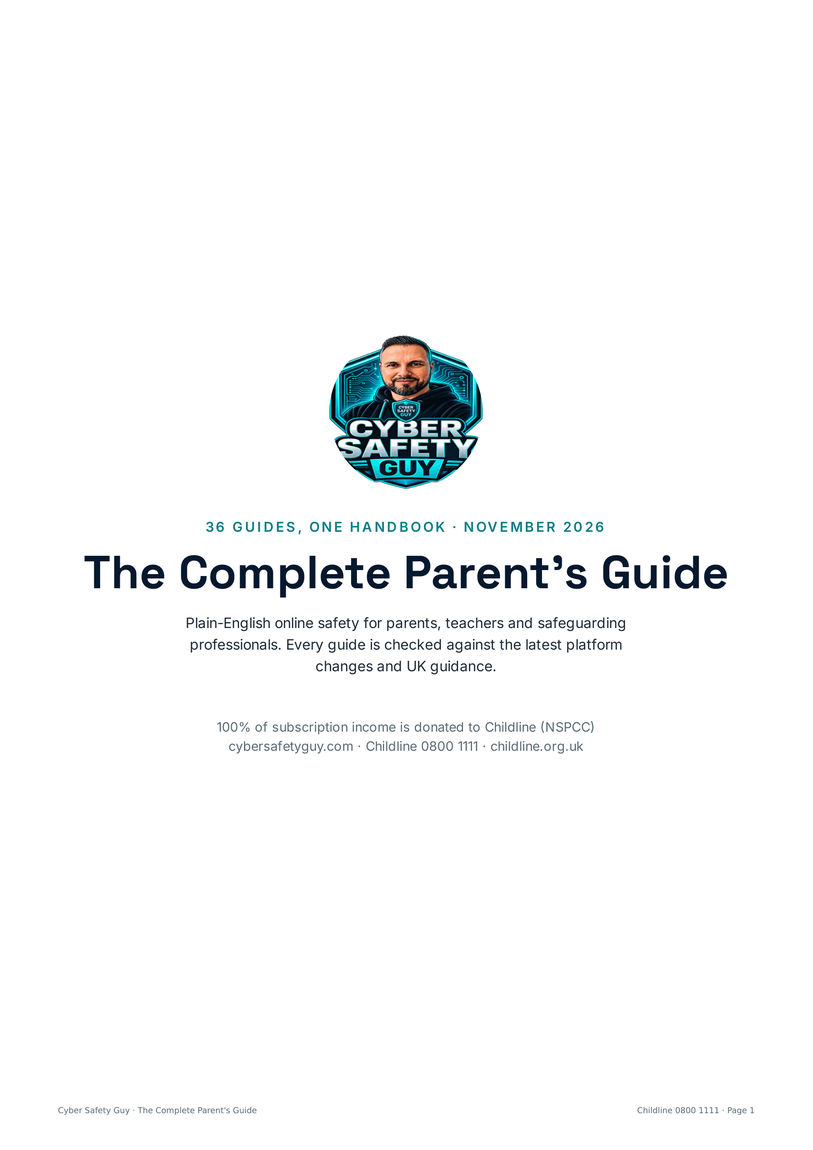 CYBER
SAFETY
GUY
CYBER
SAFETY
GUY
36 GUIDES, ONE HANDBOOK · NOVEMBER 2026
The Complete Parent’s Guide
Plain-English online safety for parents, teachers and safeguarding
professionals. Every guide is checked against the latest platform
changes and UK guidance.
100% of subscription income is donated to Childline (NSPCC)
cybersafetyguy.com · Childline 0800 1111 · childline.org.uk
Cyber Safety Guy · The Complete Parent's Guide
Childline 0800 1111 · Page 1